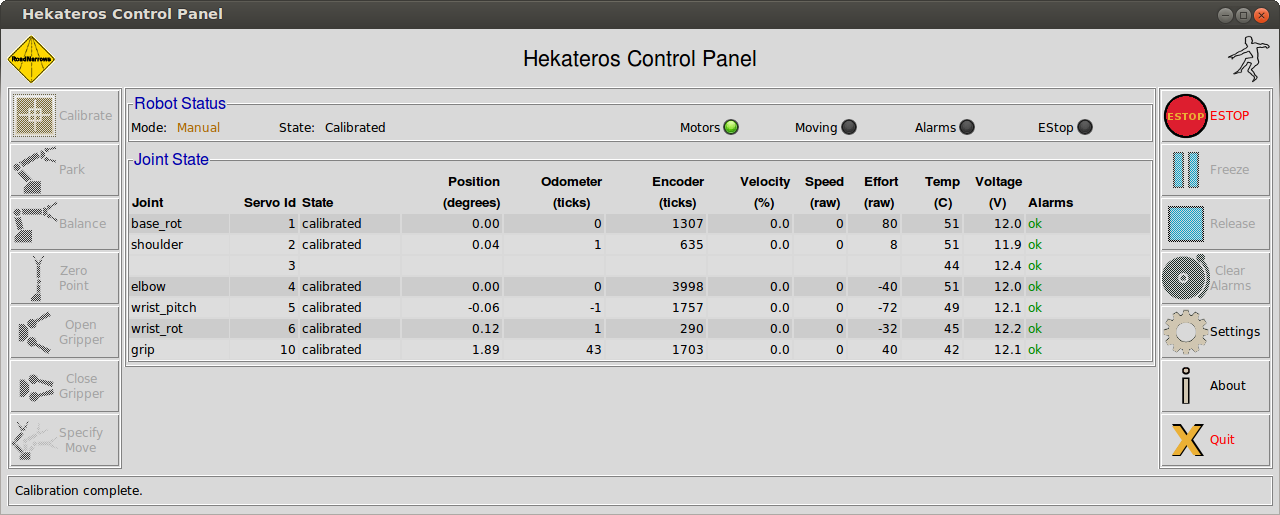 Hekateros Control Panel
RoadNarrows
Hekateros Control Panel
Calibrate
Park
Balance
Zero
Point
Open
Gripper
Close
Gripper
Specify
Move
Robot Status
Mode: Manual State: Calibrated Motors Moving Alarms EStop
Joint State
Position Odometer Encoder Velocity Speed Effort Temp Voltage
Joint Servo Id State (degrees) (ticks) (ticks) (%) (raw) (raw) (C) (V) Alarms
base_rot 1 calibrated 0.00 0 1307 0.0 0 80 51 12.0 ok
shoulder 2 calibrated 0.04 1 635 0.0 0 8 51 11.9 ok
3 44 12.4 ok
elbow 4 calibrated 0.00 0 3998 0.0 0 -40 51 12.0 ok
wrist_pitch 5 calibrated -0.06 -1 1757 0.0 0 -72 49 12.1 ok
wrist_rot 6 calibrated 0.12 1 290 0.0 0 -32 45 12.2 ok
grip 10 calibrated 1.89 43 1703 0.0 0 40 42 12.1 ok
ESTOP ESTOP
Freeze
Release
Clear
Alarms
Settings
About
Quit
Calibration complete.